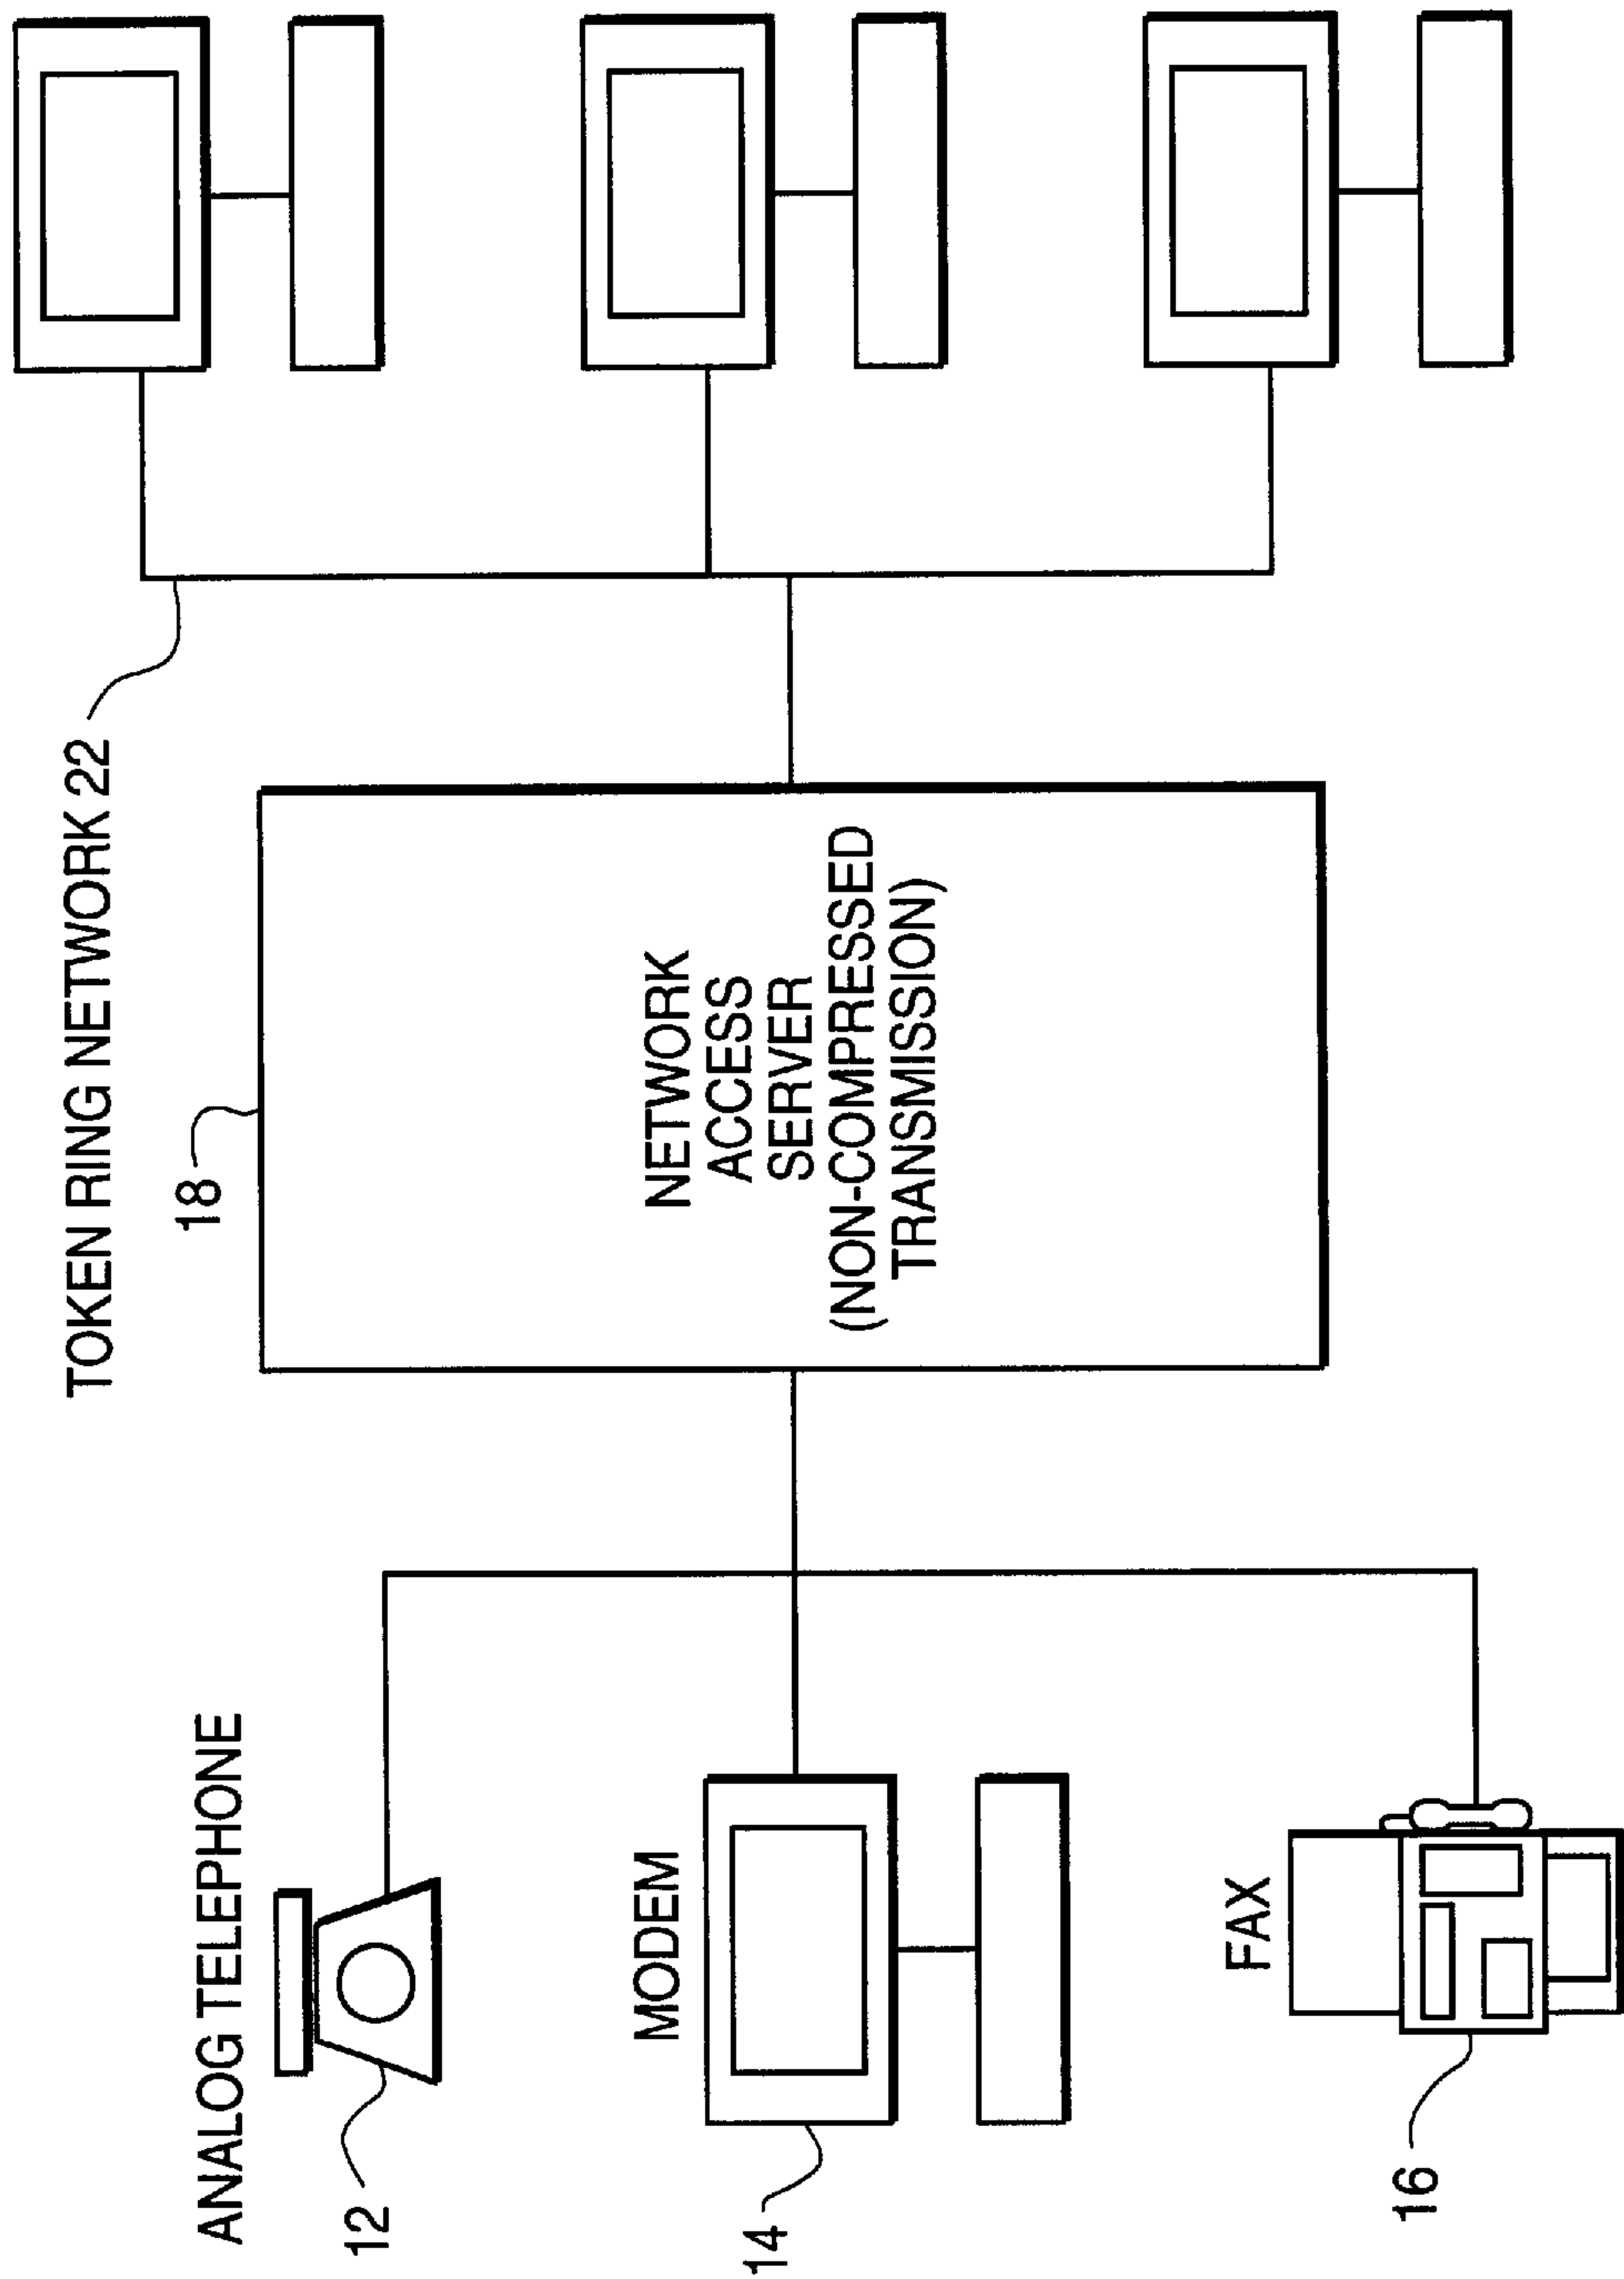 ANALOG TELEPHONE
12
MODEM
14
FAX
16
18
NETWORK
ACCESS
SERVER
(NON-COMPRESSED
TRANSMISSION)
TOKEN RING NETWORK 22